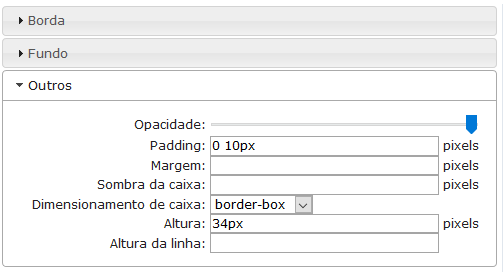 Borda
Fundo
Outros
Opacidade:
Padding: 0 10px pixels
Margem: pixels
Sombra da caixa: pixels
Dimensionamento de caixa: border-box
Altura: 34px pixels
Altura da linha: